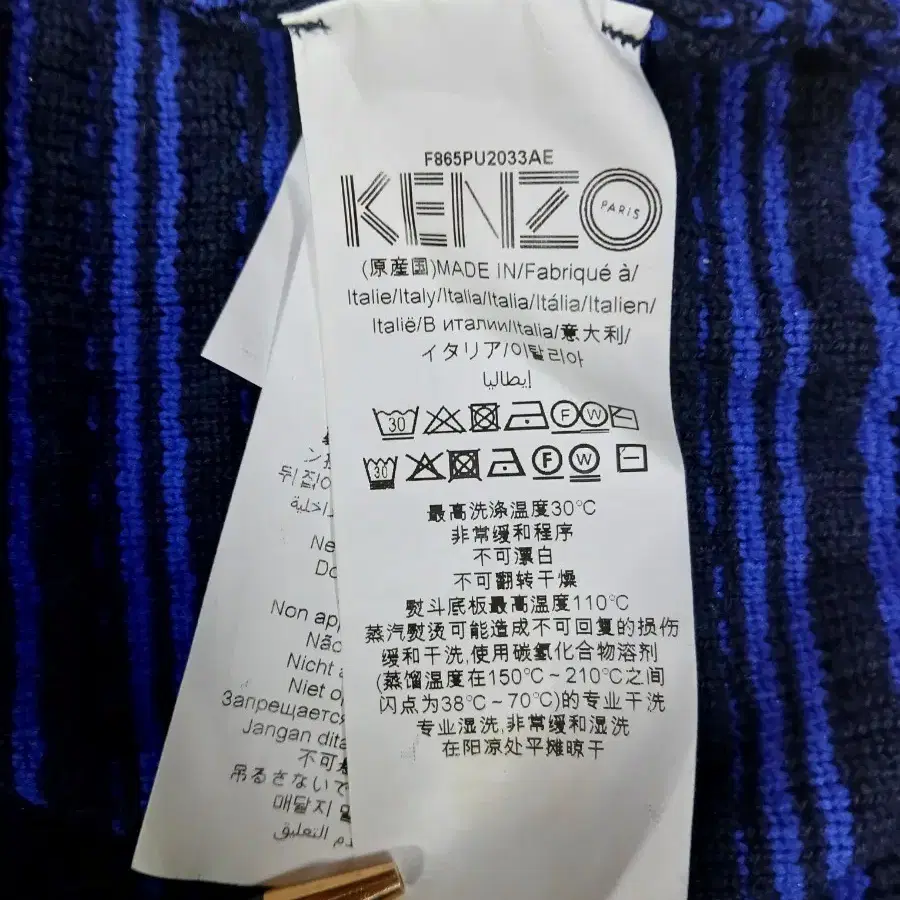 F865PU2033AE
KENZO
PARIS
(原産国)MADE IN/Fabriqué à/
Italie/Italy/Italia/Italia/Itália/Italien/
Italië/В италии/Italia/意大利/
イタリア/이탈리아
إيطاليا
30 F W
30 F W
最高洗涤温度30°C
非常缓和程序
不可漂白
不可翻转干燥
熨斗底板最高温度110°C
蒸汽熨烫可能造成不可回复的损伤
缓和干洗,使用碳氢化合物溶剂
(蒸馏温度在150°C~210°C之间
闪点为38°C~70°C)的专业干洗
专业湿洗,非常缓和湿洗
在阳凉处平摊晾干
Ne
Do
Non app
Não
Nicht
Niet
Запрещается
Jangan dita
不可
吊るさないで
매달지
التعليق